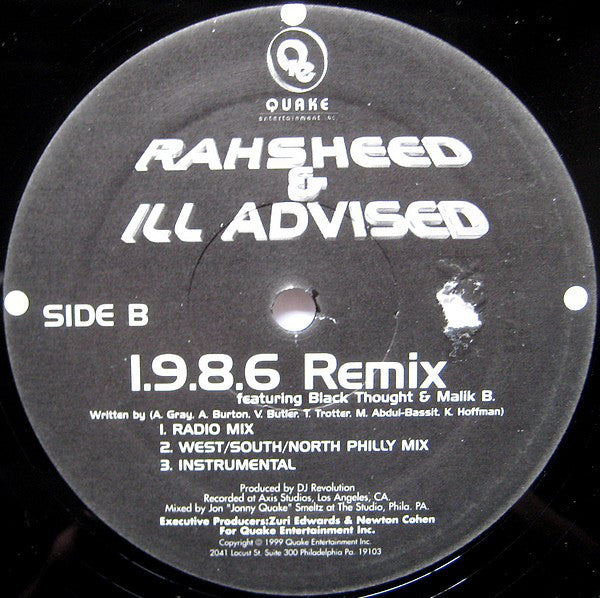 Qe
QUAKE
entertainment inc
RAHSHEED
&
ILL ADVISED
SIDE B
1.9.8.6 Remix
featuring Black Thought & Malik B.
Written by (A. Gray, A. Burton, V. Butler, T. Trotter, M. Abdul-Bassit, K. Hoffman)
1. RADIO MIX
2. WEST/SOUTH/NORTH PHILLY MIX
3. INSTRUMENTAL
Produced by DJ Revolution
Recorded at Axis Studios, Los Angeles, CA.
Mixed by Jon "Jonny Quake" Smeltz at The Studio, Phila. PA.
Executive Producers:Zuri Edwards & Newton Cohen
For Quake Entertainment Inc.
Copyright © 1999 Quake Entertainment Inc.
2041 Locust St. Suite 300 Philadelphia Pa. 19103